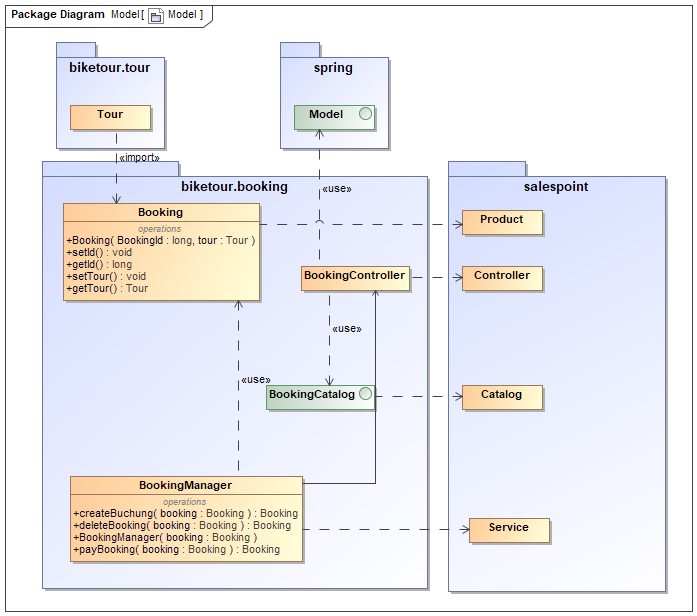 Package Diagram Model[ Model ]
biketour.tour
Tour
spring
Model
«import»
«use»
biketour.booking
Booking
operations
+Booking( BookingId : long, tour : Tour )
+setId() : void
+getId() : long
+setTour() : void
+getTour() : Tour
BookingController
«use»
«use»
BookingCatalog
BookingManager
operations
+createBuchung( booking : Booking ) : Booking
+deleteBooking( booking : Booking ) : Booking
+BookingManager( booking : Booking )
+payBooking( booking : Booking ) : Booking
salespoint
Product
Controller
Catalog
Service